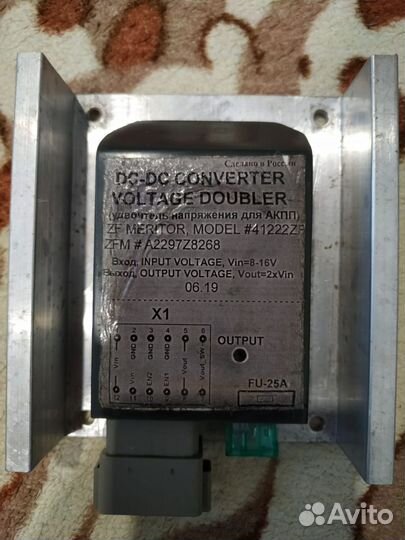 Сделано в России
DC-DC CONVERTER
VOLTAGE DOUBLER
(удвоитель напряжения для АКПП)
ZF MERITOR, MODEL #41222ZF
ZFM # A2297Z8268
Вход, INPUT VOLTAGE, Vin=8-16V
Выход, OUTPUT VOLTAGE, Vout=2xVin
06.19
X1
1 2 3 4 5 6
Vin GND GND GND Vout Vout_SW
Vin EN2 EN1
12 11 10 9 8 7
OUTPUT
FU-25A
Avito